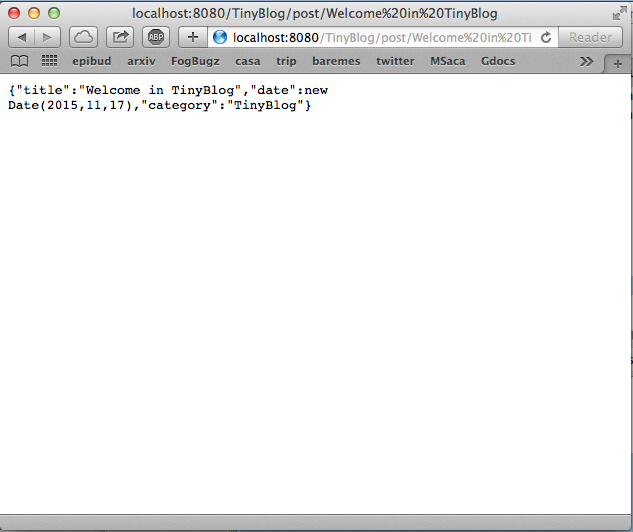 localhost:8080/TinyBlog/post/Welcome%20in%20TinyBlog
ABP
localhost:8080/TinyBlog/post/Welcome%20in%20Ti
Reader
epibud arxiv FogBugz casa trip baremes twitter MSaca Gdocs
{"title":"Welcome in TinyBlog","date":new
Date(2015,11,17),"category":"TinyBlog"}